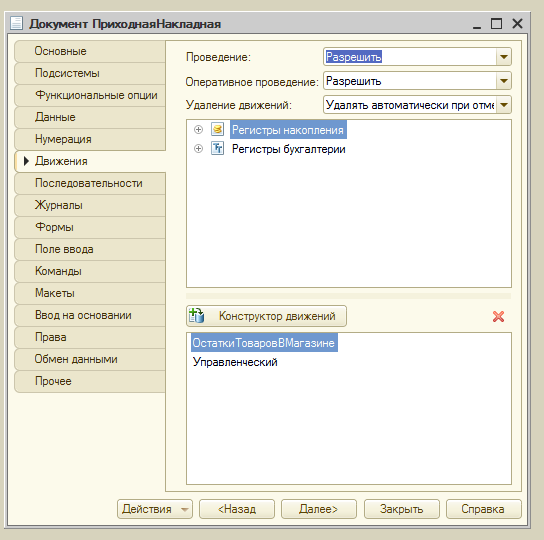 Документ ПриходнаяНакладная
Основные
Подсистемы
Функциональные опции
Данные
Нумерация
Движения
Последовательности
Журналы
Формы
Поле ввода
Команды
Макеты
Ввод на основании
Права
Обмен данными
Прочее
Проведение: Разрешить
Оперативное проведение: Разрешить
Удаление движений: Удалять автоматически при отме
Регистры накопления
Регистры бухгалтерии
Конструктор движений
ОстаткиТоваровВМагазине
Управленческий
Действия <Назад Далее> Закрыть Справка